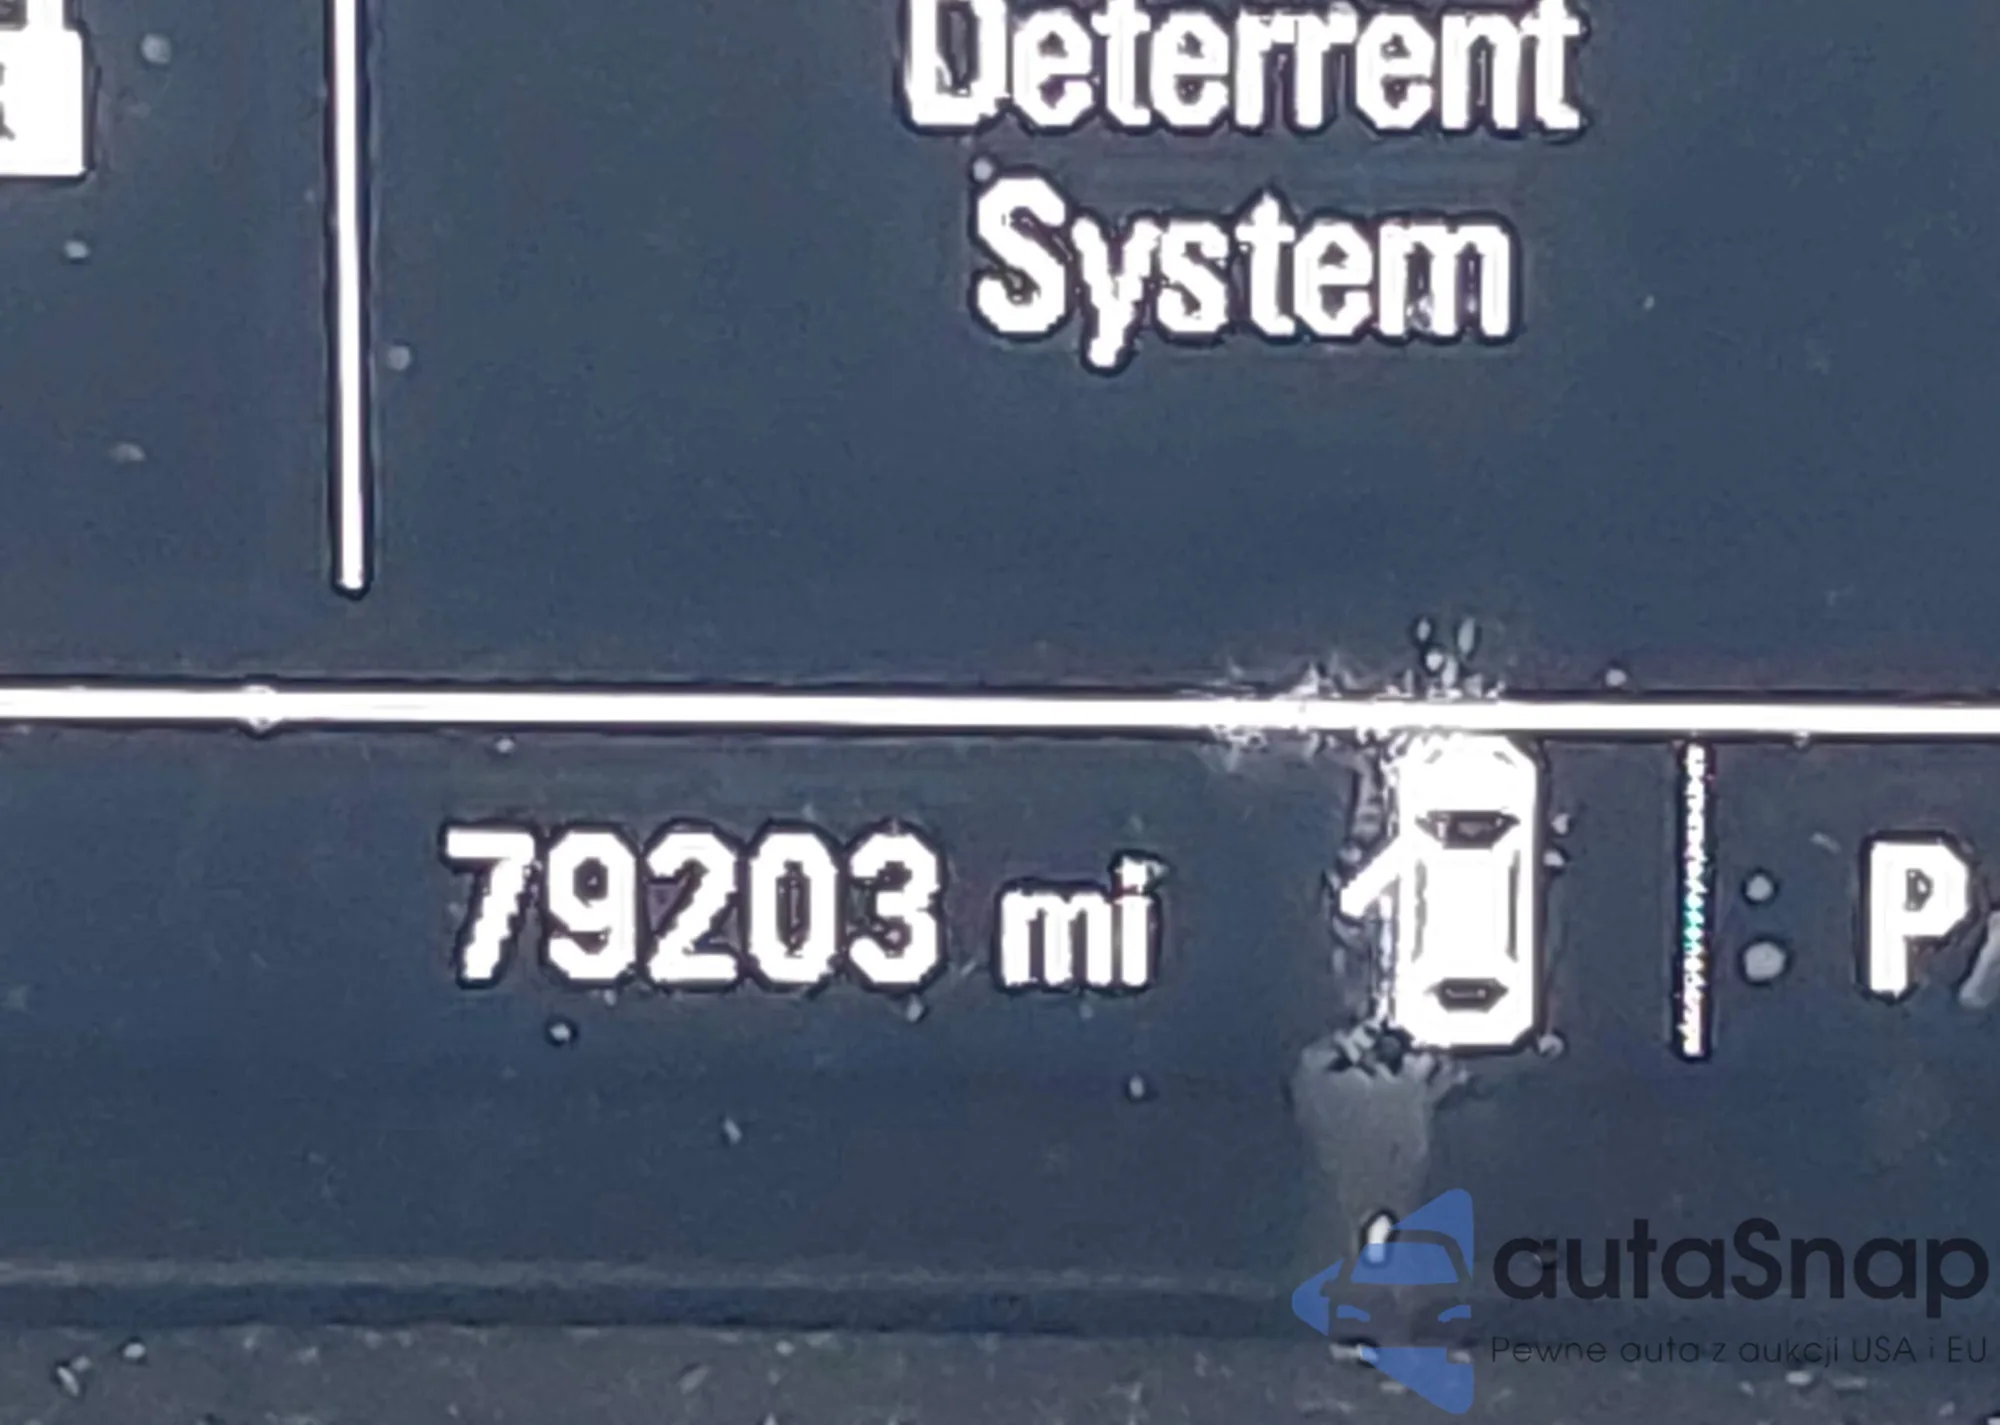 Deterrent
System
79203 mi
P
autaSnap
Pewne auta z aukcji USA i EU